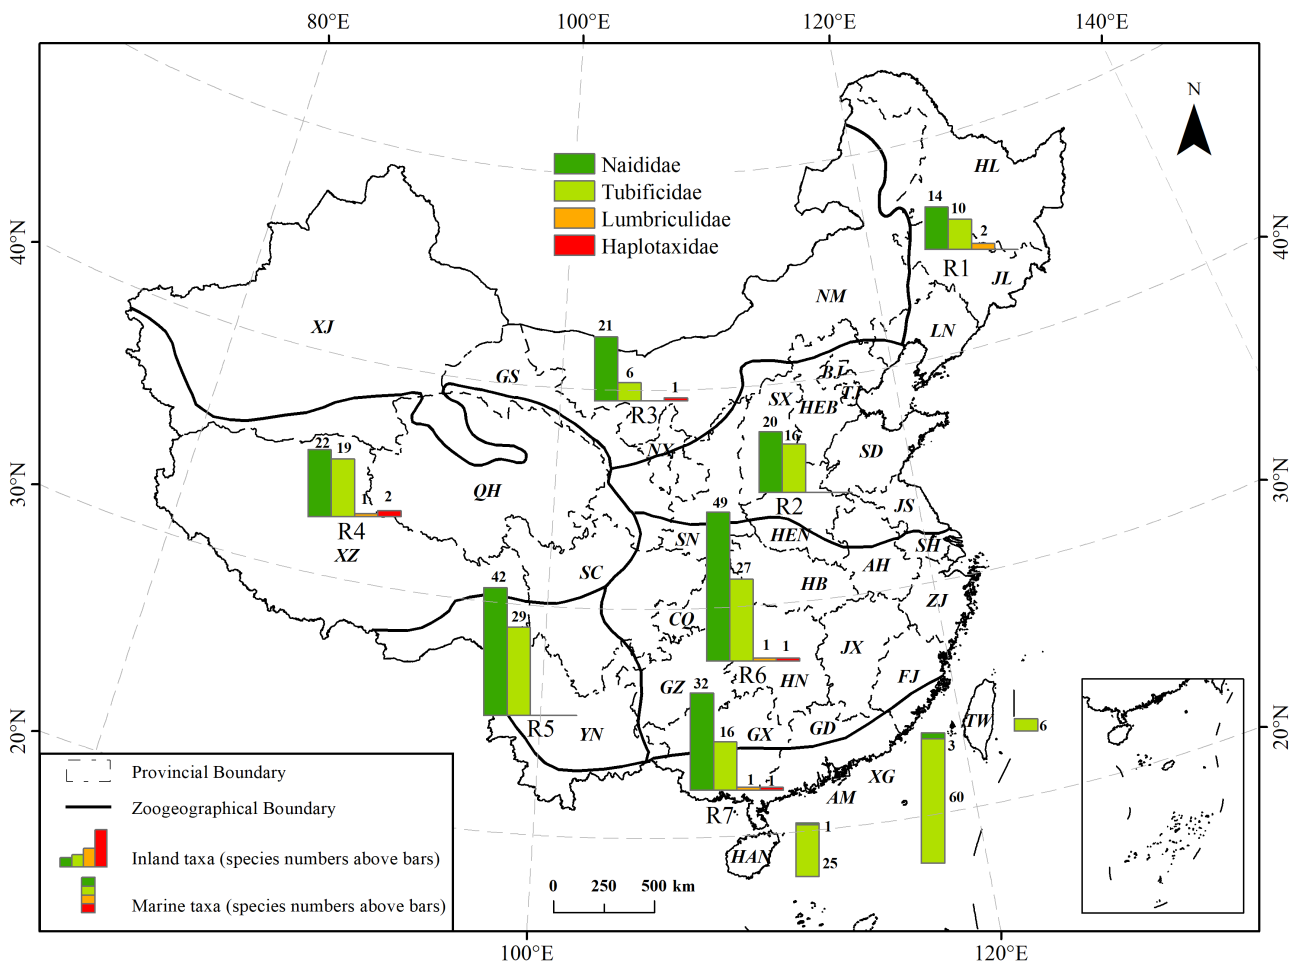 80°E 100°E 120°E 140°E
N
Naididae
Tubificidae
Lumbriculidae
Haplotaxidae
HL
14 10 2
R1
JL
40°N
40°N
NM
LN
XJ
21 6 1
R3
GS
BJ
TJ
SX
HEB
20 16
R2
NX
SD
22 19 1 2
R4
XZ
QH
30°N
30°N
JS
49 27 1 1
R6
SN
HEN
SH
AH
SC
HB
ZJ
42 29
R5
CQ
JX
HN
FJ
GZ
32 16 1 1
R7
YN
GX
GD
TW
6
20°N
20°N
3
60
XG
AM
HAN
1
25
Provincial Boundary
Zoogeographical Boundary
Inland taxa (species numbers above bars)
Marine taxa (species numbers above bars)
0 250 500 km
100°E 120°E